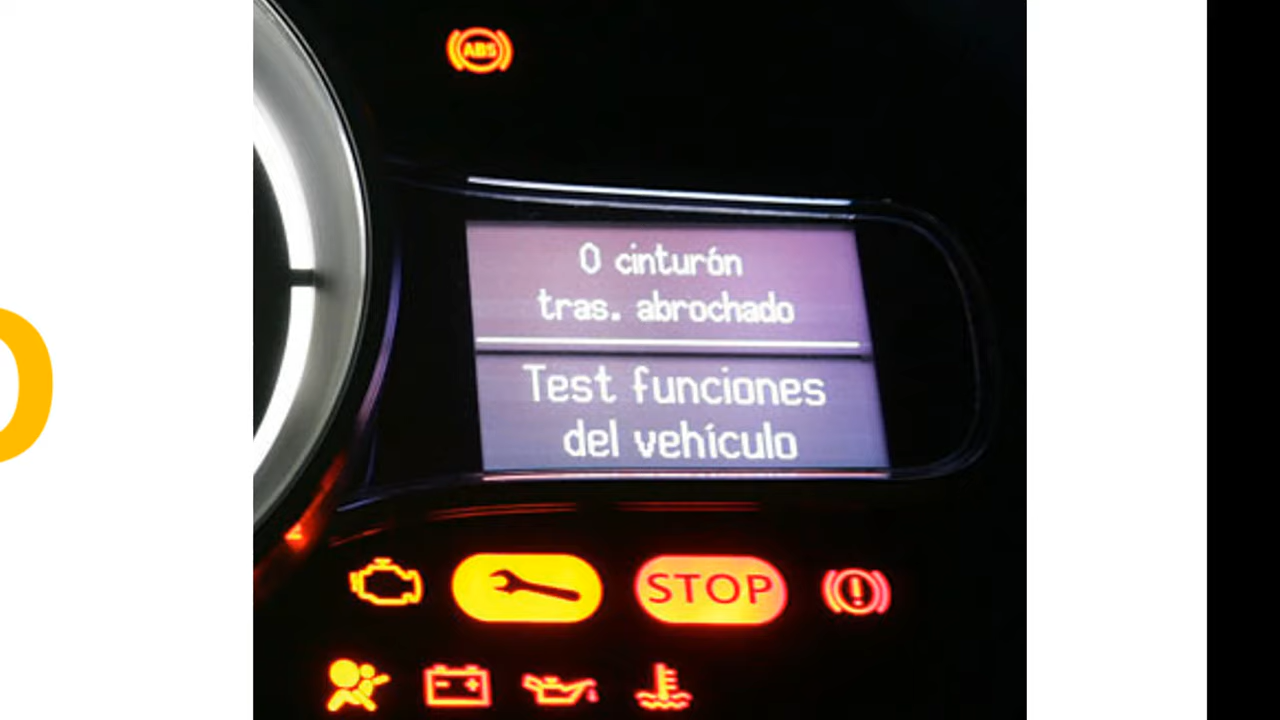 ABS
0 cinturón
tras. abrochado
Test funciones
del vehículo
STOP